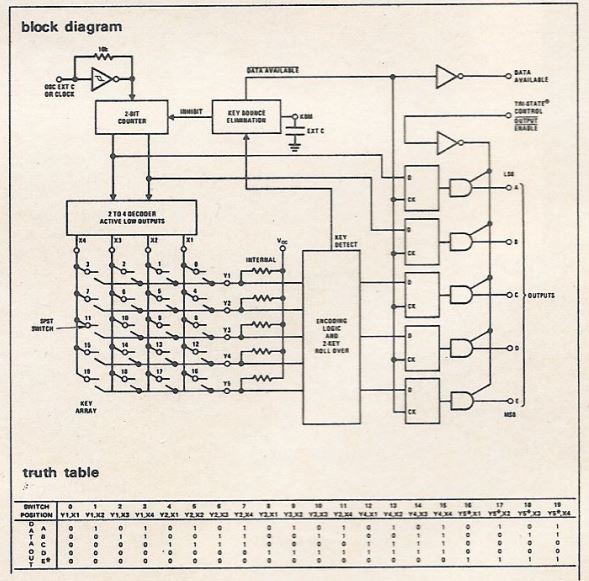 block diagram
10k
OSC EXT C
OR CLOCK
DATA AVAILABLE
DATA
AVAILABLE
INHIBIT
2-BIT
COUNTER
KEY BOUNCE
ELIMINATION
KBM
EXT C
TRI-STATE®
CONTROL
OUTPUT
ENABLE
LSB
2 TO 4 DECODER
ACTIVE LOW OUTPUTS
X4 X3 X2 X1
D
CK
A
D
CK
B
VCC
KEY
DETECT
INTERNAL
3 2 1 0 Y1
7 6 5 4 Y2
SPST
SWITCH
11 10 9 8 Y3
15 14 13 12 Y4
19 18 17 16 Y5
KEY
ARRAY
ENCODING
LOGIC
AND
2-KEY
ROLL OVER
D
CK
C
OUTPUTS
D
CK
D
D
CK
E
MSB
truth table
SWITCH 0 1 2 3 4 5 6 7 8 9 10 11 12 13 14 15 16 17 18 19
POSITION Y1,X1 Y1,X2 Y1,X3 Y1,X4 Y2,X1 Y2,X2 Y2,X3 Y2,X4 Y3,X1 Y3,X2 Y3,X3 Y3,X4 Y4,X1 Y4,X2 Y4,X3 Y4,X4 Y5*,X1 Y5*,X2 Y5*,X3 Y5*,X4
DATA OUT
A 0 1 0 1 0 1 0 1 0 1 0 1 0 1 0 1 0 1 0 1
B 0 0 1 1 0 0 1 1 0 0 1 1 0 0 1 1 0 0 1 1
C 0 0 0 0 1 1 1 1 0 0 0 0 1 1 1 1 0 0 0 0
D 0 0 0 0 0 0 0 0 1 1 1 1 1 1 1 1 0 0 0 0
E* 0 0 0 0 0 0 0 0 0 0 0 0 0 0 0 0 1 1 1 1